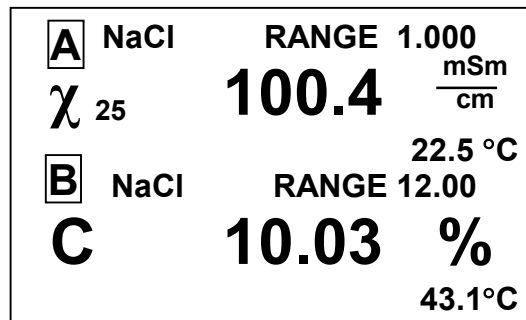 A NaCl RANGE 1.000
χ 25 100.4 mSm
cm
22.5 °C
B NaCl RANGE 12.00
C 10.03 %
43.1°C